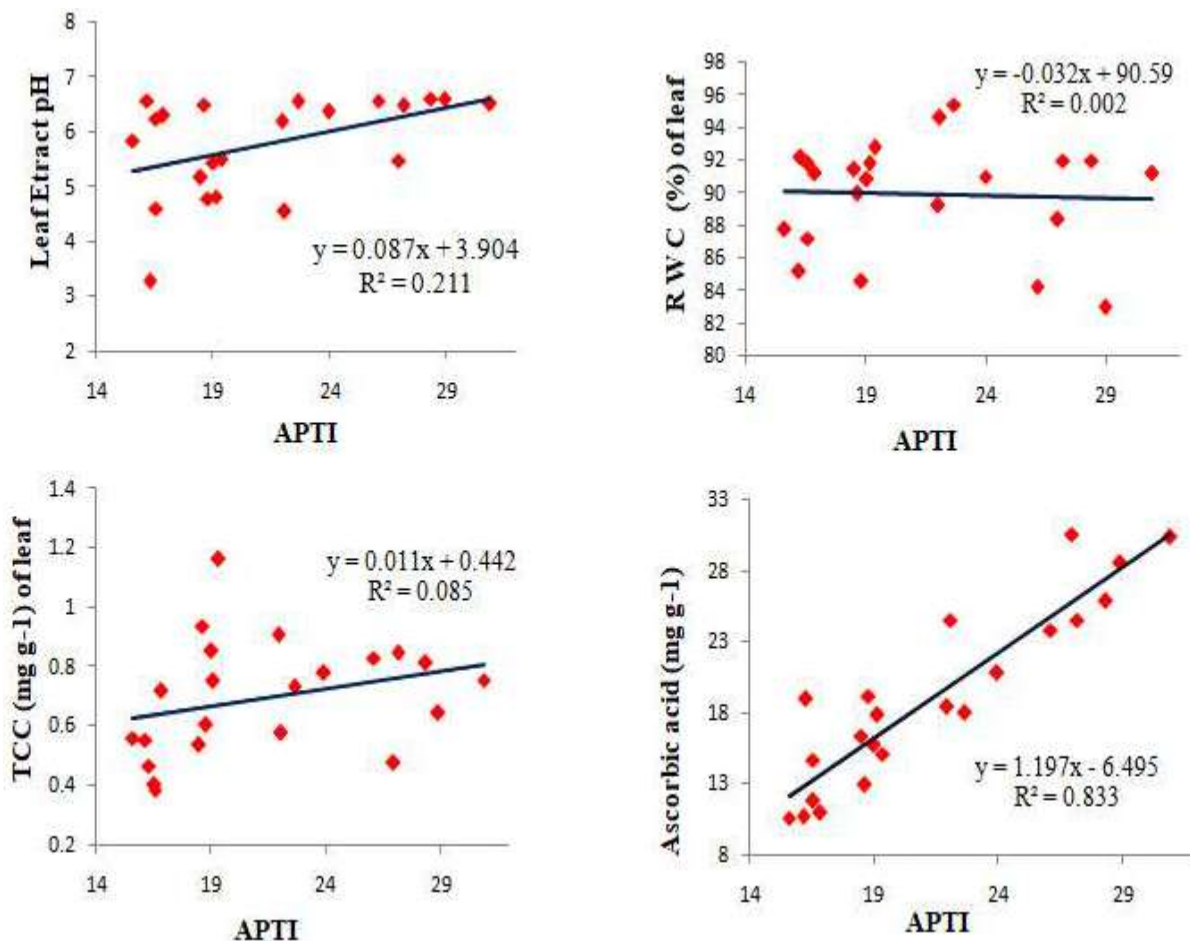 Leaf Etract pH
8
7
6
5
4
3
2
14 19 24 29
APTI
y = 0.087x + 3.904
R² = 0.211
R W C (%) of leaf
98
96
94
92
90
88
86
84
82
80
14 19 24 29
APTI
y = -0.032x + 90.59
R² = 0.002
TCC (mg g-1) of leaf
1.4
1.2
1
0.8
0.6
0.4
0.2
14 19 24 29
APTI
y = 0.011x + 0.442
R² = 0.085
Ascorbic acid (mg g-1)
33
28
23
18
13
8
14 19 24 29
APTI
y = 1.197x - 6.495
R² = 0.833